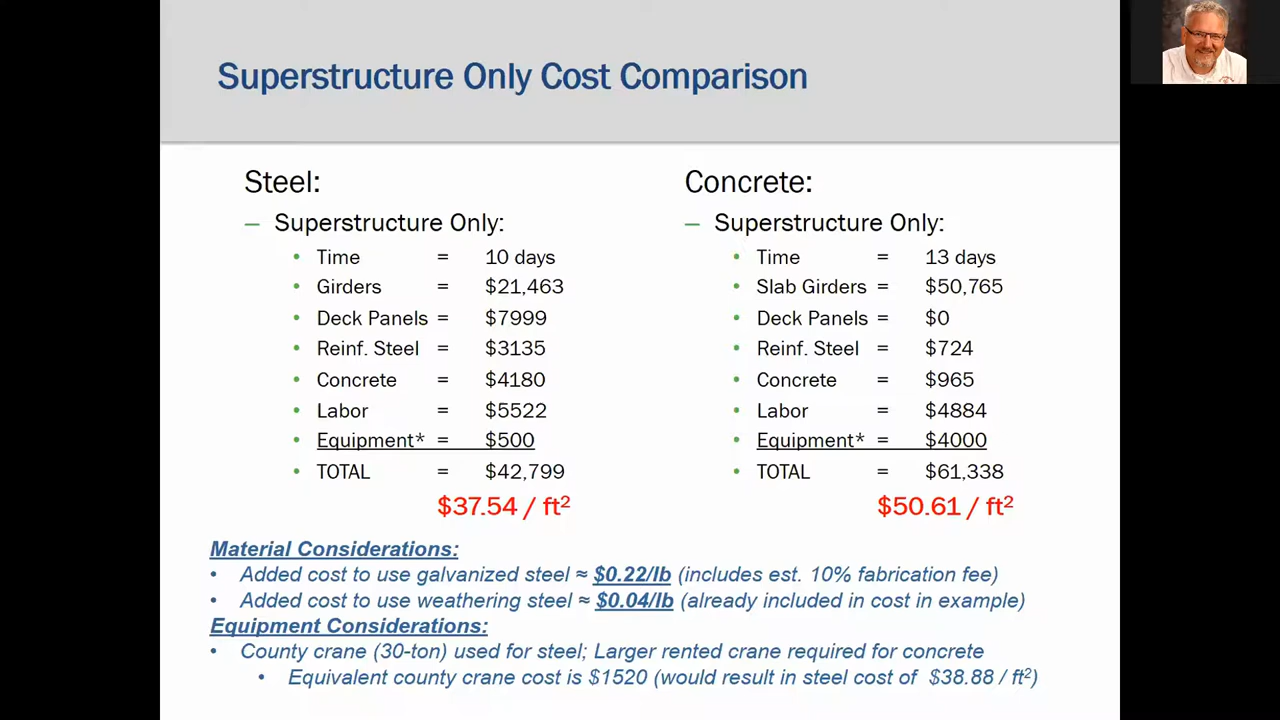 Superstructure Only Cost Comparison
Steel:
– Superstructure Only:
• Time = 10 days
• Girders = $21,463
• Deck Panels = $7999
• Reinf. Steel = $3135
• Concrete = $4180
• Labor = $5522
• Equipment* = $500
• TOTAL = $42,799
$37.54 / ft²
Concrete:
– Superstructure Only:
• Time = 13 days
• Slab Girders = $50,765
• Deck Panels = $0
• Reinf. Steel = $724
• Concrete = $965
• Labor = $4884
• Equipment* = $4000
• TOTAL = $61,338
$50.61 / ft²
Material Considerations:
• Added cost to use galvanized steel ≈ $0.22/lb (includes est. 10% fabrication fee)
• Added cost to use weathering steel ≈ $0.04/lb (already included in cost in example)
Equipment Considerations:
• County crane (30-ton) used for steel; Larger rented crane required for concrete
• Equivalent county crane cost is $1520 (would result in steel cost of $38.88 / ft²)